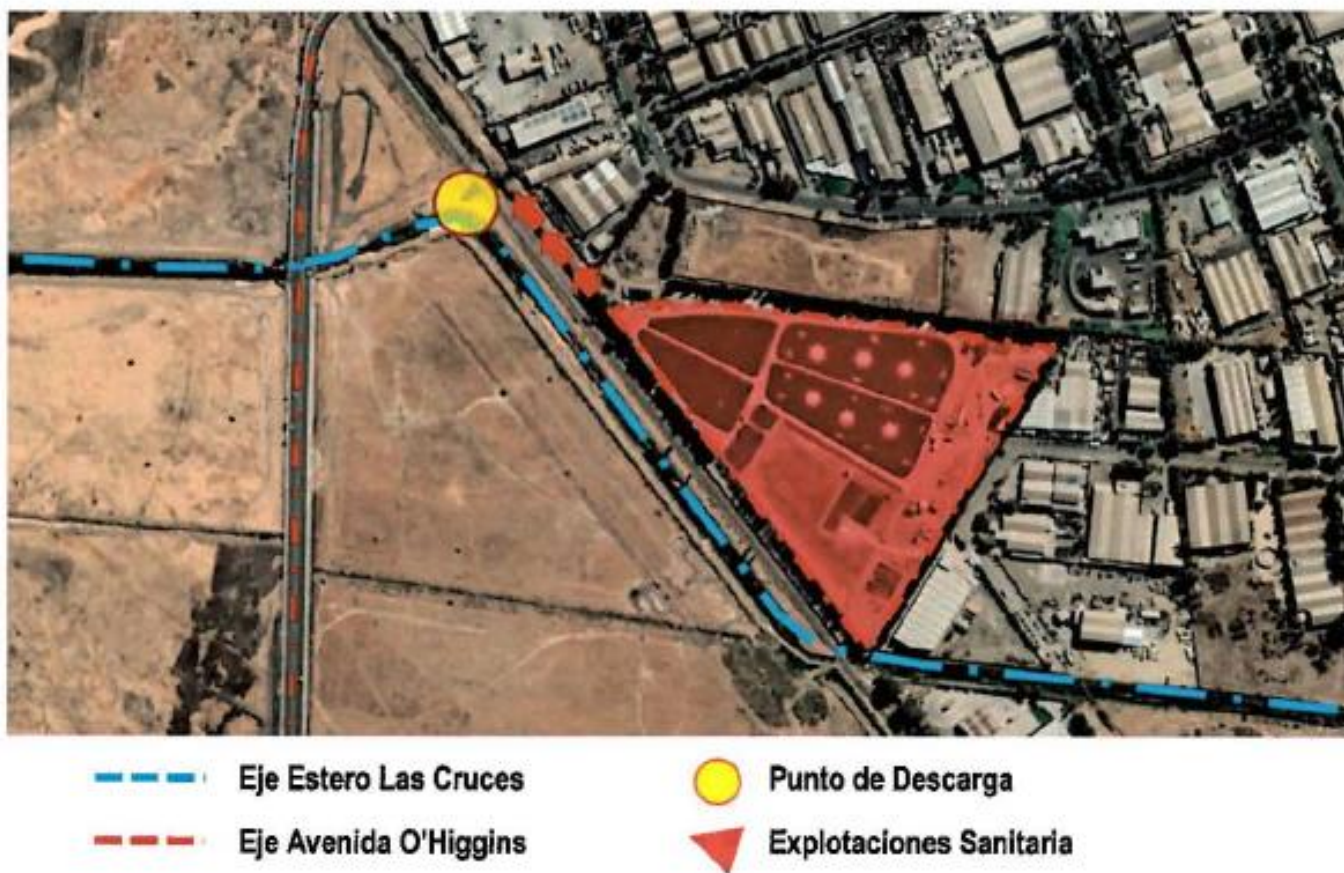 Eje Estero Las Cruces
Punto de Descarga
Eje Avenida O'Higgins
Explotaciones Sanitaria